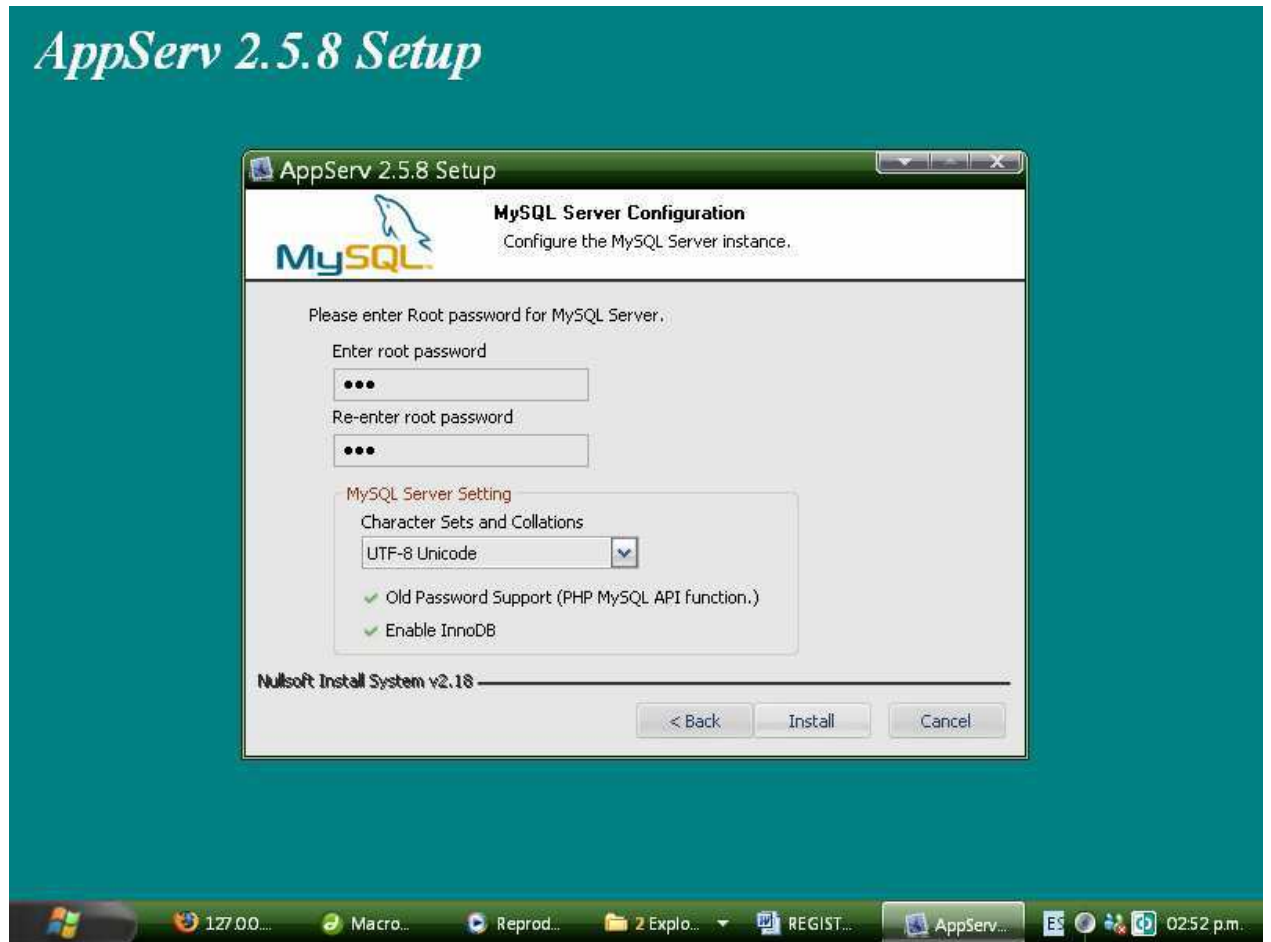 AppServ 2.5.8 Setup
AppServ 2.5.8 Setup
MySQL
MySQL Server Configuration
Configure the MySQL Server instance.
Please enter Root password for MySQL Server.
Enter root password
•••
Re-enter root password
•••
MySQL Server Setting
Character Sets and Collations
UTF-8 Unicode
Old Password Support (PHP MySQL API function.)
Enable InnoDB
Nullsoft Install System v2.18
< Back Install Cancel
127.0.0... Macro... Reprod... 2 Explo... REGIST... AppServ... ES 02:52 p.m.